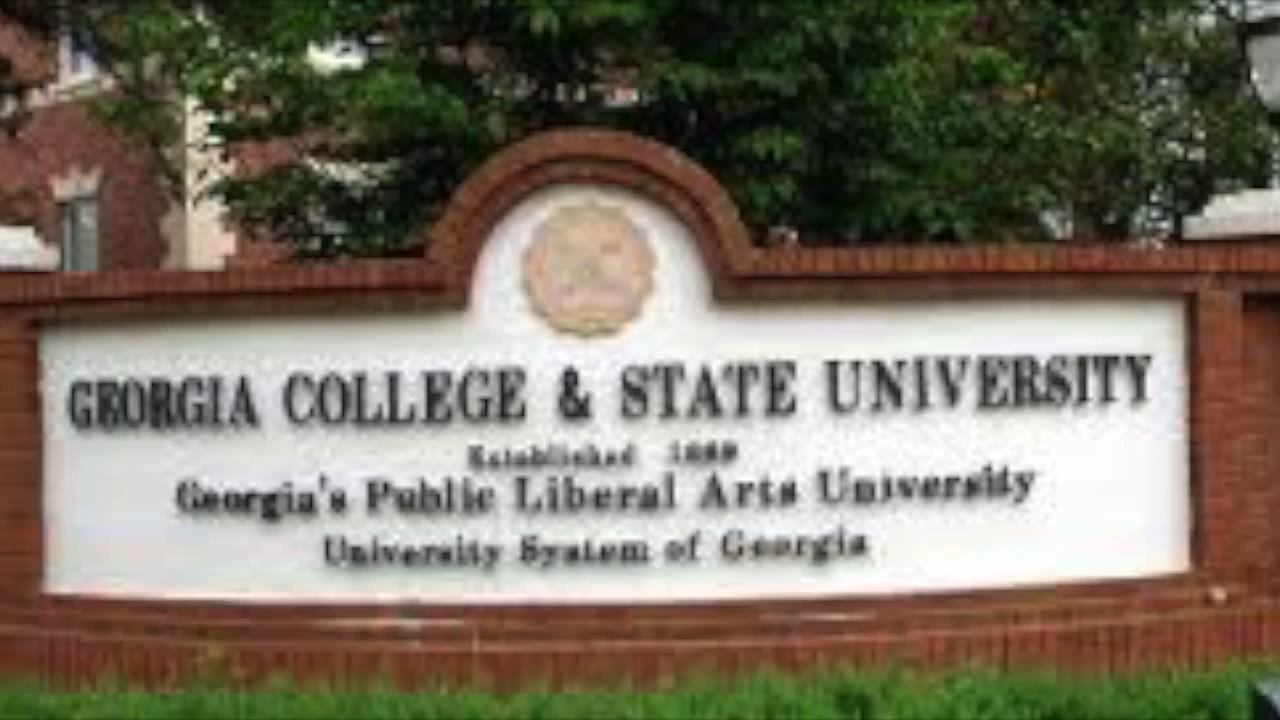 GEORGIA COLLEGE & STATE UNIVERSITY
Established 1889
Georgia's Public Liberal Arts University
University System of Georgia